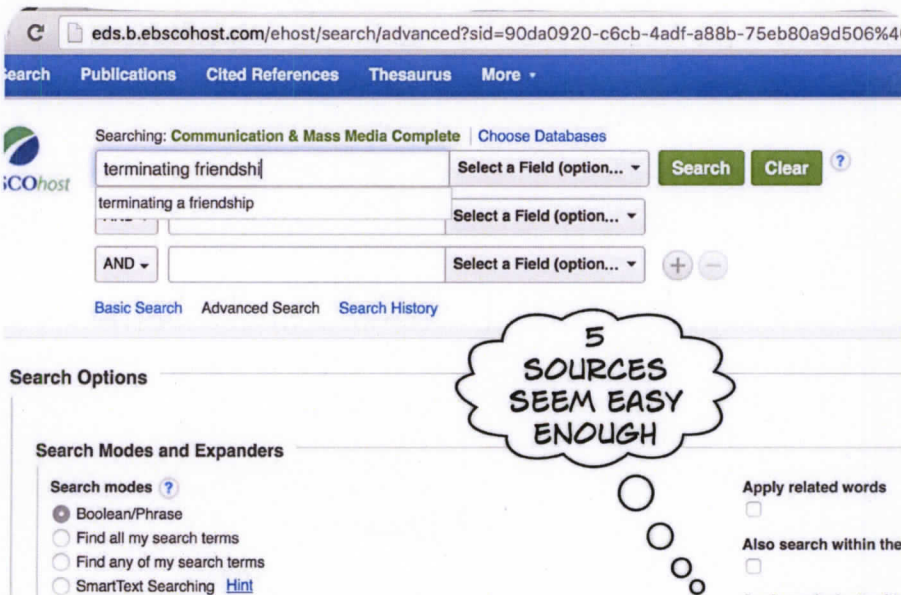 eds.b.ebscohost.com/ehost/search/advanced?sid=90da0920-c6cb-4adf-a88b-75eb80a9d506%4
Search Publications Cited References Thesaurus More
Searching: Communication & Mass Media Complete | Choose Databases
terminating friendshi Select a Field (option... Search Clear ?
SCOhost
terminating a friendship
Select a Field (option...
AND Select a Field (option... + −
Basic Search Advanced Search Search History
5
SOURCES
SEEM EASY
ENOUGH
Search Options
Search Modes and Expanders
Search modes ?
Boolean/Phrase
Find all my search terms
Find any of my search terms
SmartText Searching Hint
Apply related words
Also search within the